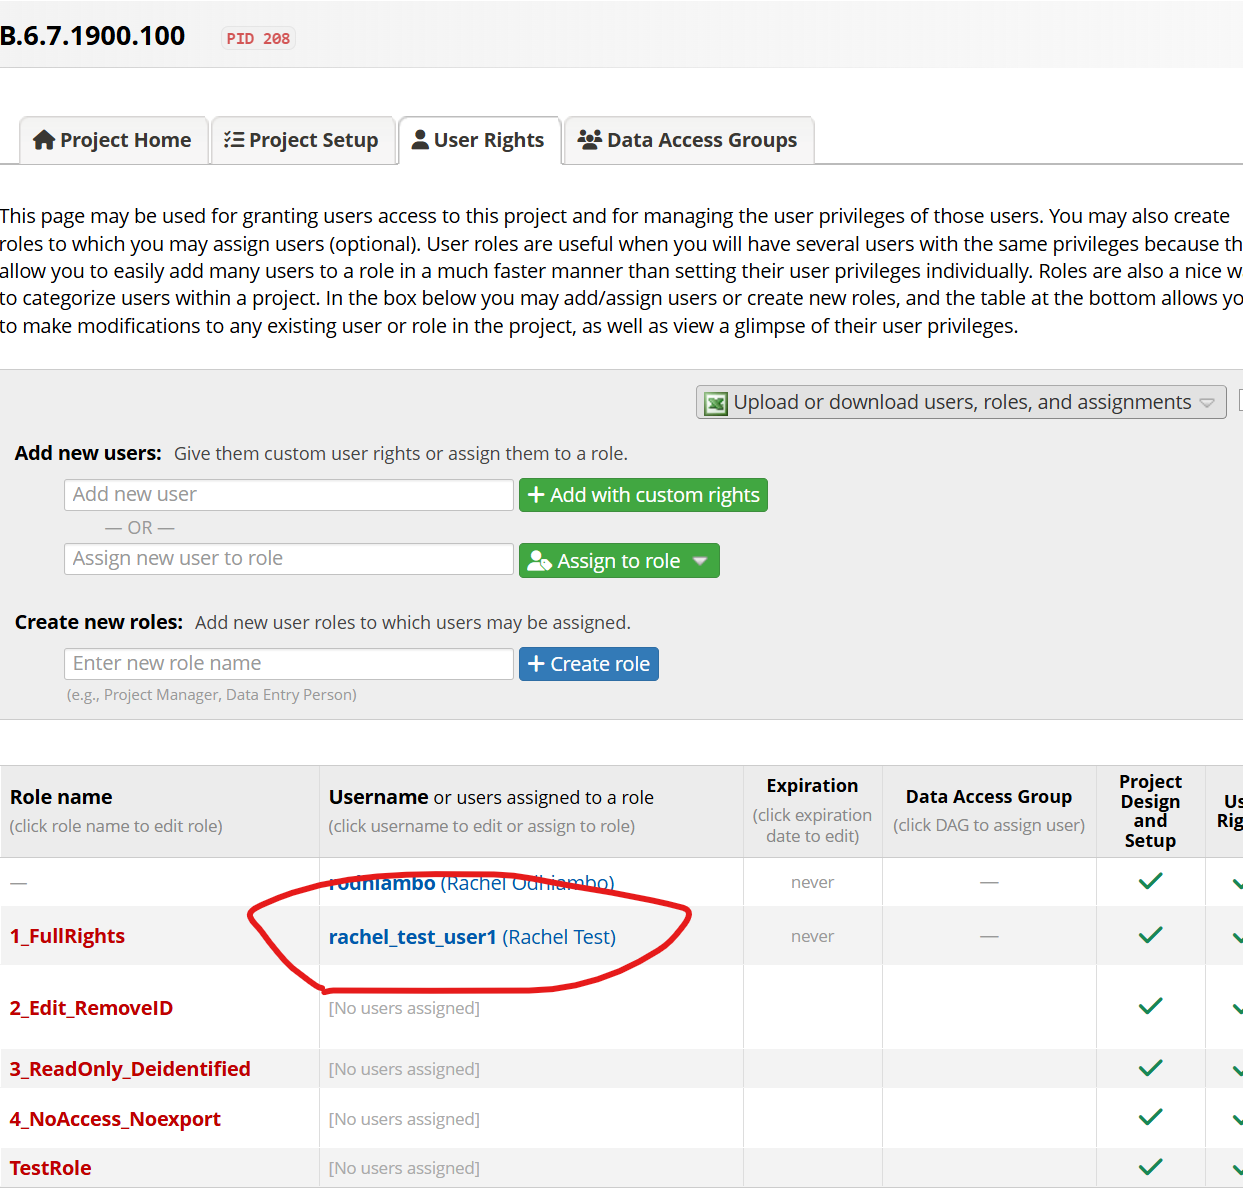 B.6.7.1900.100 PID 208
Project Home Project Setup User Rights Data Access Groups
This page may be used for granting users access to this project and for managing the user privileges of those users. You may also create
roles to which you may assign users (optional). User roles are useful when you will have several users with the same privileges because th
allow you to easily add many users to a role in a much faster manner than setting their user privileges individually. Roles are also a nice w
to categorize users within a project. In the box below you may add/assign users or create new roles, and the table at the bottom allows yo
to make modifications to any existing user or role in the project, as well as view a glimpse of their user privileges.
Upload or download users, roles, and assignments
Add new users: Give them custom user rights or assign them to a role.
Add new user + Add with custom rights
— OR —
Assign new user to role Assign to role
Create new roles: Add new user roles to which users may be assigned.
Enter new role name + Create role
(e.g., Project Manager, Data Entry Person)
Role name
(click role name to edit role)
Username or users assigned to a role
(click username to edit or assign to role)
Expiration
(click expiration
date to edit)
Data Access Group
(click DAG to assign user)
Project
Design
and
Setup
Us
Rig
— rodhiambo (Rachel Odhiambo) never —
1_FullRights rachel_test_user1 (Rachel Test) never —
2_Edit_RemoveID [No users assigned]
3_ReadOnly_Deidentified [No users assigned]
4_NoAccess_Noexport [No users assigned]
TestRole [No users assigned]